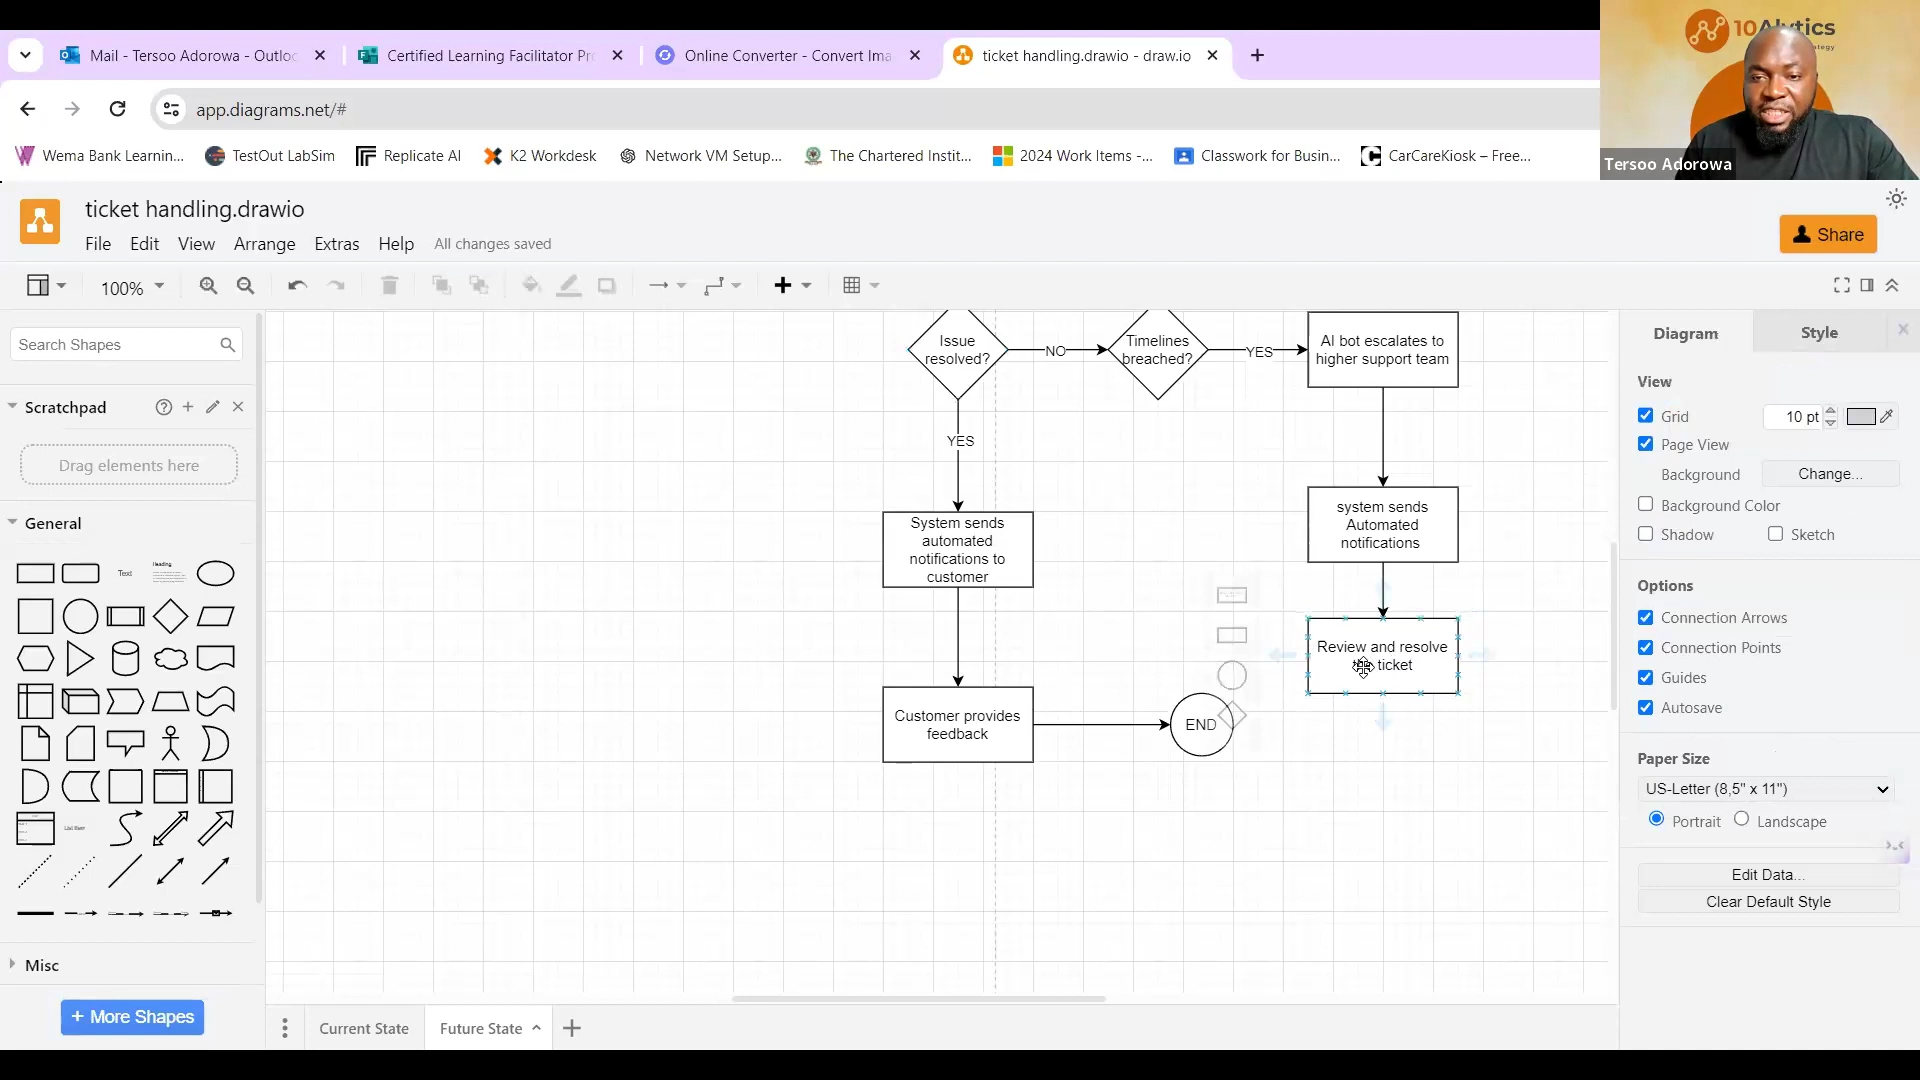 Mail - Tersoo Adorowa - Outloo
Certified Learning Facilitator Pr
Online Converter - Convert Ima
ticket handling.drawio - draw.io
10Alytics
Tersoo Adorowa
app.diagrams.net/#
Wema Bank Learnin...
TestOut LabSim
Replicate AI
K2 Workdesk
Network VM Setup...
The Chartered Instit...
2024 Work Items -...
Classwork for Busin...
CarCareKiosk – Free...
ticket handling.drawio
File Edit View Arrange Extras Help All changes saved
Share
100%
Search Shapes
Scratchpad
Drag elements here
General
Text
Heading
List Item
Misc
+ More Shapes
Issue
resolved?
NO
Timelines
breached?
YES
AI bot escalates to
higher support team
YES
System sends
automated
notifications to
customer
system sends
Automated
notifications
Review and resolve
ticket
Customer provides
feedback
END
Current State
Future State
Diagram
Style
View
Grid
10 pt
Page View
Background
Change...
Background Color
Shadow
Sketch
Options
Connection Arrows
Connection Points
Guides
Autosave
Paper Size
US-Letter (8,5" x 11")
Portrait
Landscape
Edit Data...
Clear Default Style